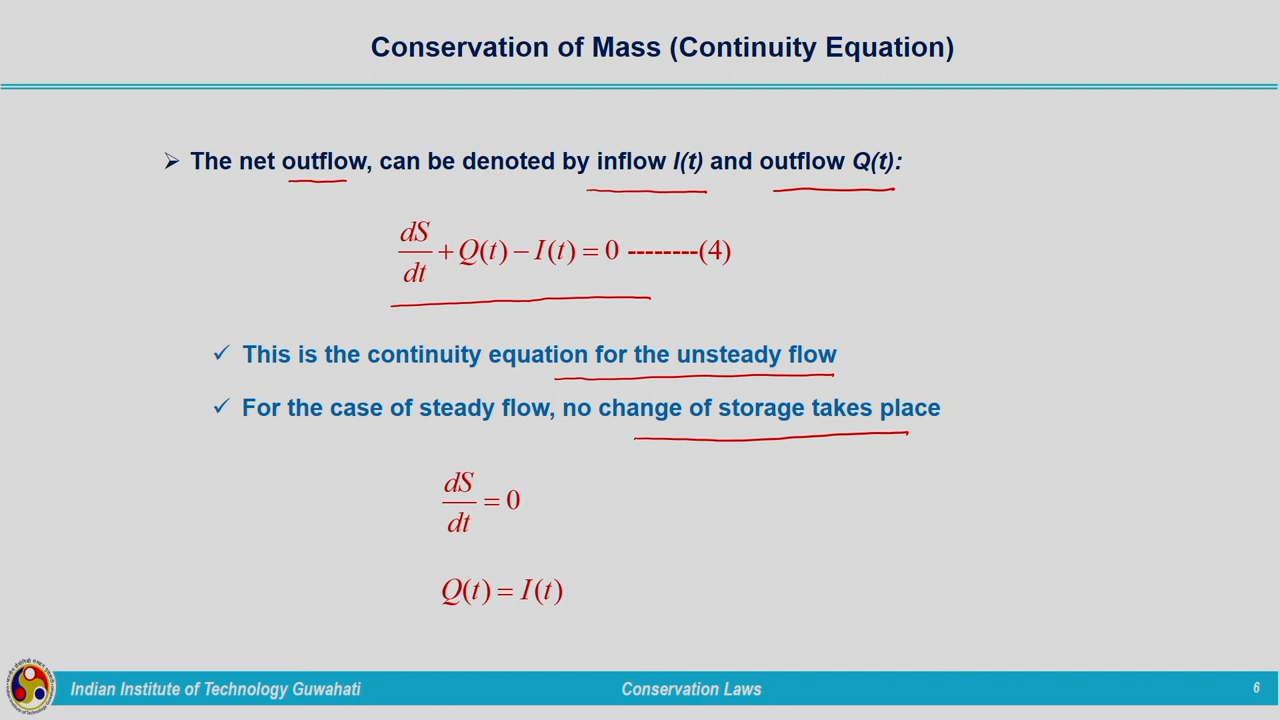 Conservation of Mass (Continuity Equation)
➢ The net outflow, can be denoted by inflow I(t) and outflow Q(t):
dS/dt + Q(t) − I(t) = 0 --------(4)
✓ This is the continuity equation for the unsteady flow
✓ For the case of steady flow, no change of storage takes place
dS/dt = 0
Q(t) = I(t)
Indian Institute of Technology Guwahati Conservation Laws 6